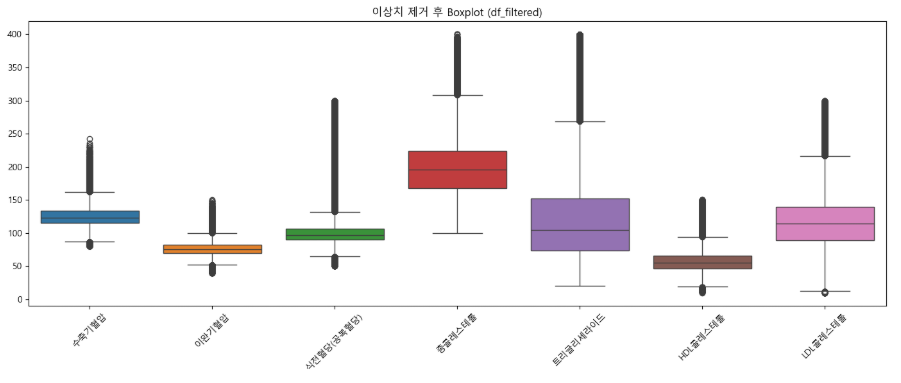 이상치 제거 후 Boxplot (df_filtered)
400
350
300
250
200
150
100
50
0
수축기혈압
이완기혈압
식전혈당(공복혈당)
총콜레스테롤
트리글리세라이드
HDL콜레스테롤
LDL콜레스테롤